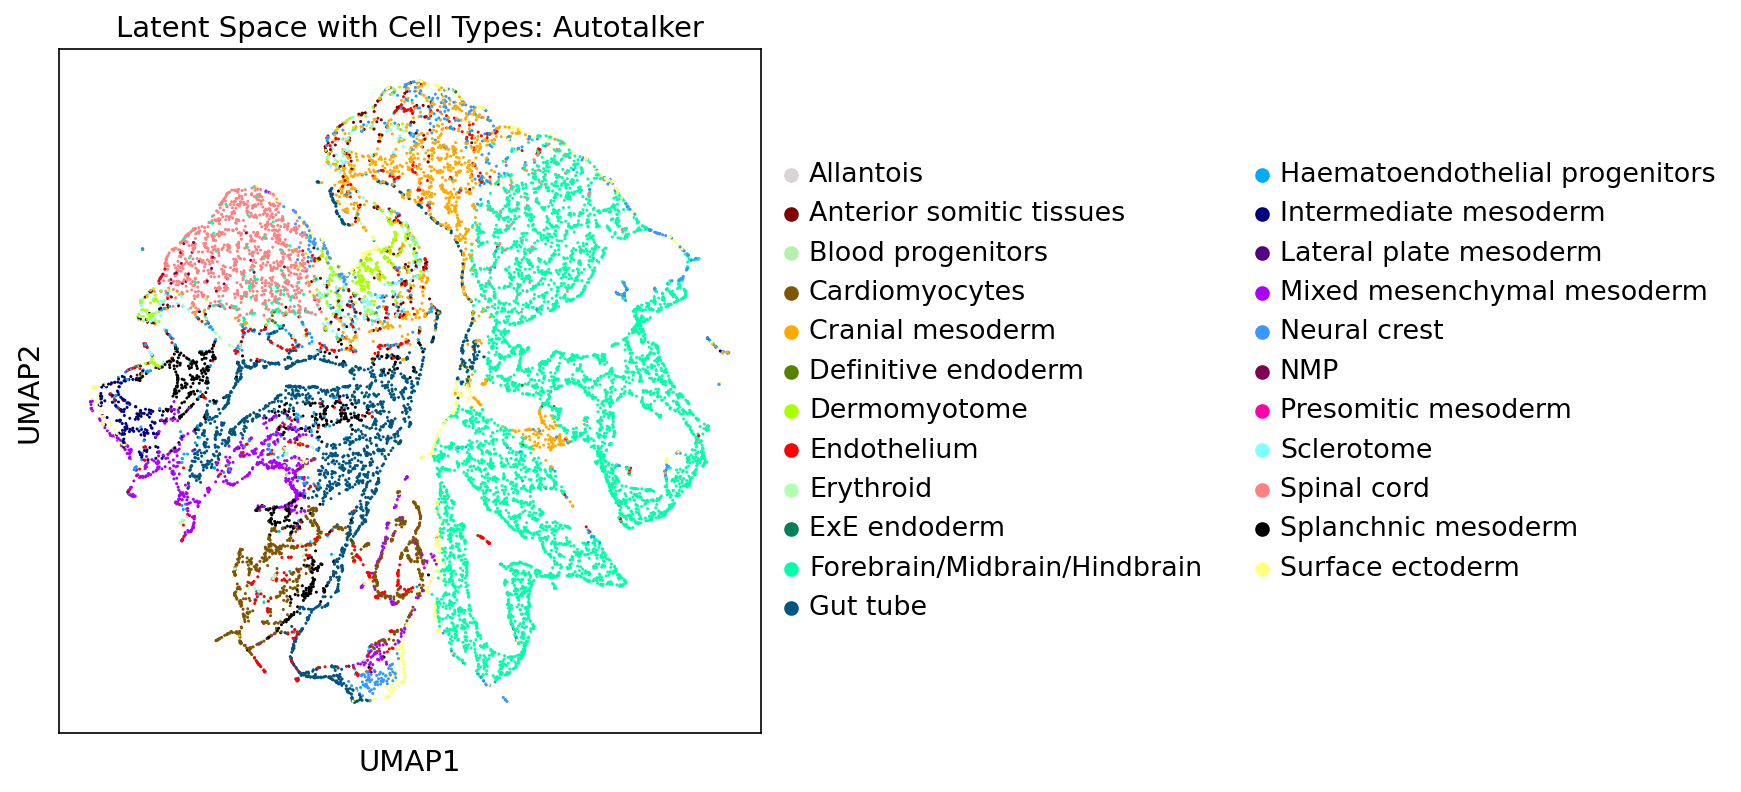 Latent Space with Cell Types: Autotalker
UMAP2
UMAP1
Allantois
Anterior somitic tissues
Blood progenitors
Cardiomyocytes
Cranial mesoderm
Definitive endoderm
Dermomyotome
Endothelium
Erythroid
ExE endoderm
Forebrain/Midbrain/Hindbrain
Gut tube
Haematoendothelial progenitors
Intermediate mesoderm
Lateral plate mesoderm
Mixed mesenchymal mesoderm
Neural crest
NMP
Presomitic mesoderm
Sclerotome
Spinal cord
Splanchnic mesoderm
Surface ectoderm